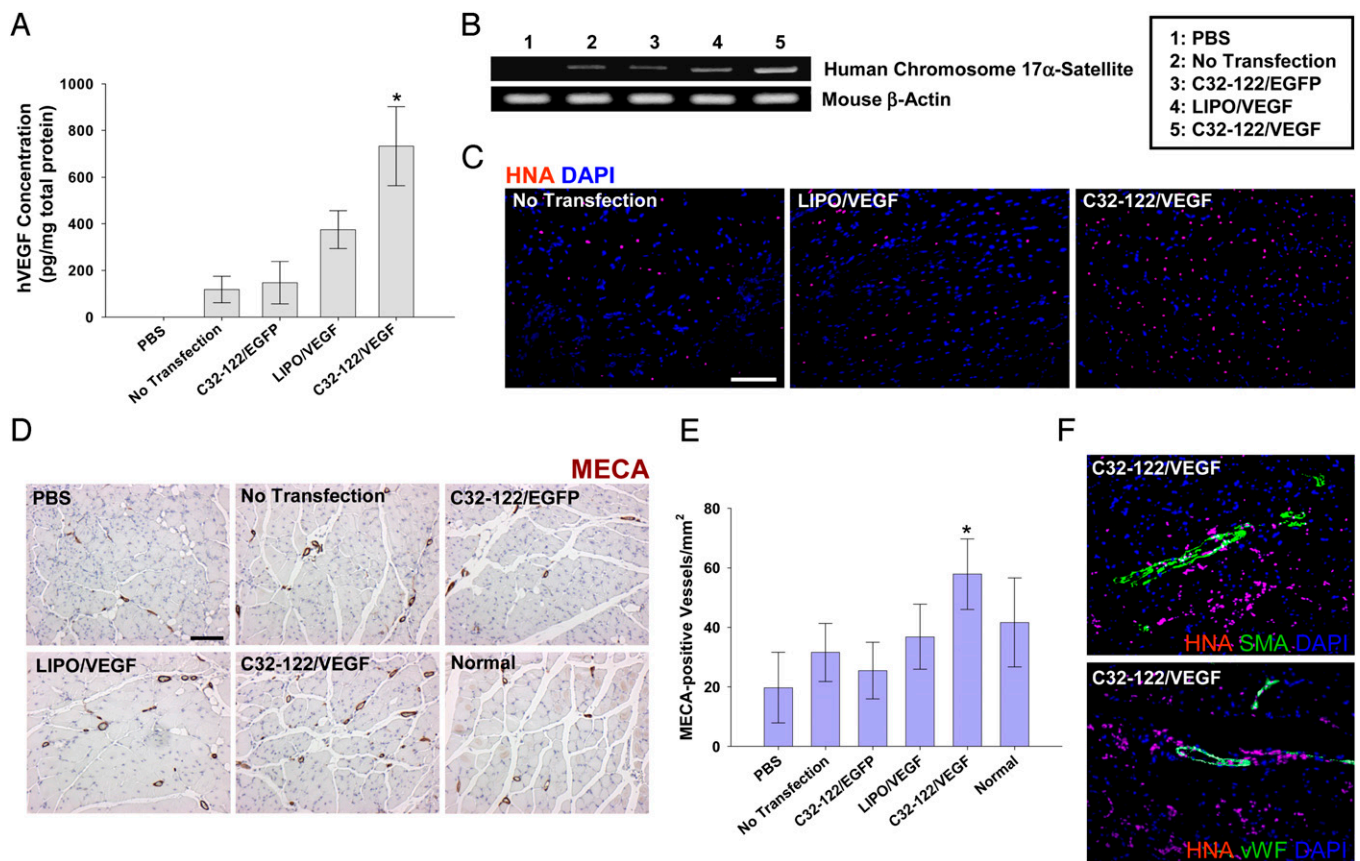 A
hVEGF Concentration
(pg/mg total protein)
1000
800
600
400
200
0
*
PBS
No Transfection
C32-122/EGFP
LIPO/VEGF
C32-122/VEGF
B
1 2 3 4 5
Human Chromosome 17α-Satellite
Mouse β-Actin
1: PBS
2: No Transfection
3: C32-122/EGFP
4: LIPO/VEGF
5: C32-122/VEGF
C
HNA DAPI
No Transfection
LIPO/VEGF
C32-122/VEGF
D
MECA
PBS
No Transfection
C32-122/EGFP
LIPO/VEGF
C32-122/VEGF
Normal
E
MECA-positive Vessels/mm²
80
60
40
20
0
*
PBS
No Transfection
C32-122/EGFP
LIPO/VEGF
C32-122/VEGF
Normal
F
C32-122/VEGF
HNA SMA DAPI
C32-122/VEGF
HNA vWF DAPI